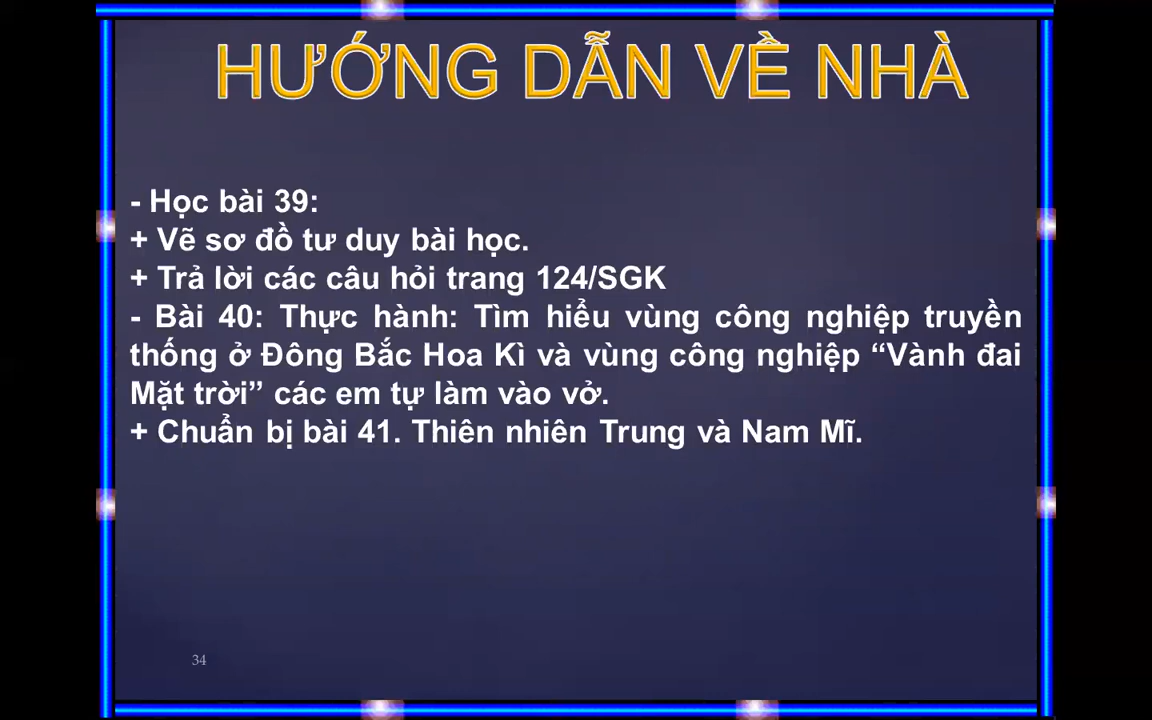 HƯỚNG DẪN VỀ NHÀ
- Học bài 39:
+ Vẽ sơ đồ tư duy bài học.
+ Trả lời các câu hỏi trang 124/SGK
- Bài 40: Thực hành: Tìm hiểu vùng công nghiệp truyền
thống ở Đông Bắc Hoa Kì và vùng công nghiệp “Vành đai
Mặt trời” các em tự làm vào vở.
+ Chuẩn bị bài 41. Thiên nhiên Trung và Nam Mĩ.
34